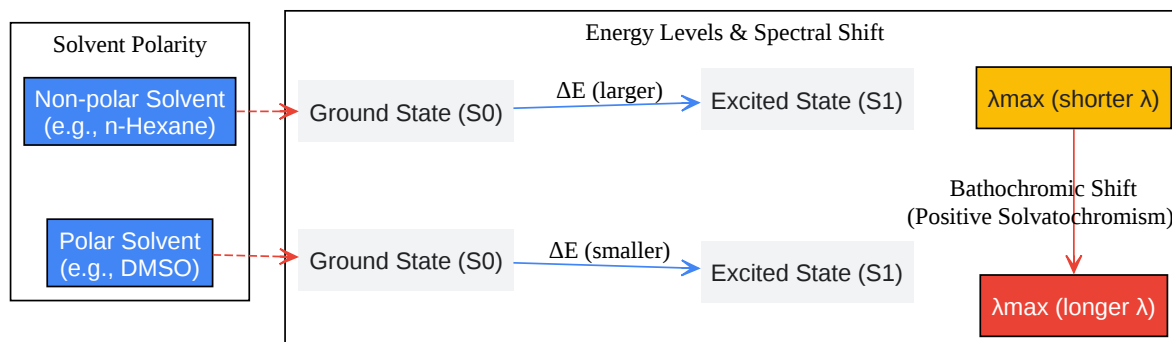 Solvent Polarity
Non-polar Solvent
(e.g., n-Hexane)
Polar Solvent
(e.g., DMSO)
Energy Levels & Spectral Shift
Ground State (S0)
ΔE (larger)
Excited State (S1)
λmax (shorter λ)
Bathochromic Shift
(Positive Solvatochromism)
Ground State (S0)
ΔE (smaller)
Excited State (S1)
λmax (longer λ)